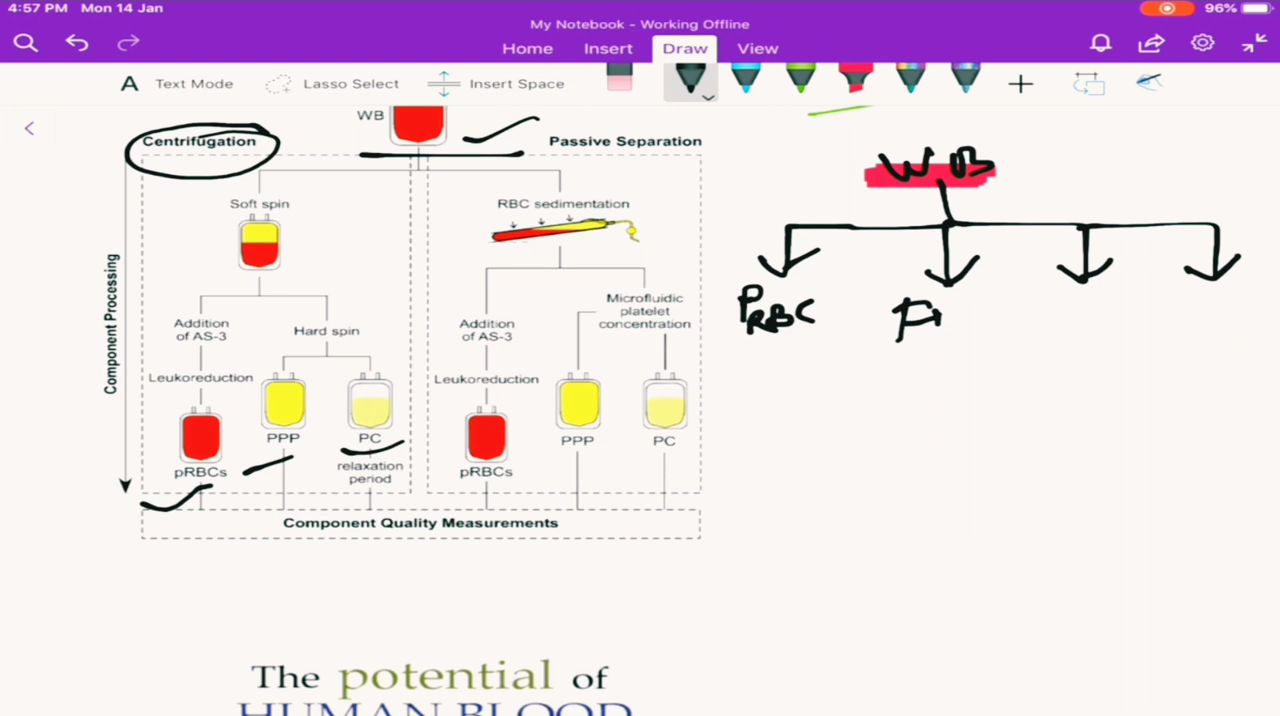 4:57 PM Mon 14 Jan
96%
My Notebook - Working Offline
Home Insert Draw View
A Text Mode Lasso Select Insert Space
WB
Centrifugation
Passive Separation
Soft spin
RBC sedimentation
Component Processing
Addition
of AS-3
Hard spin
Addition
of AS-3
Microfluidic
platelet
concentration
Leukoreduction
Leukoreduction
PPP
PC
PPP
PC
pRBCs
relaxation
period
pRBCs
Component Quality Measurements
WB
PRBC
The potential of
HUMAN BLOOD